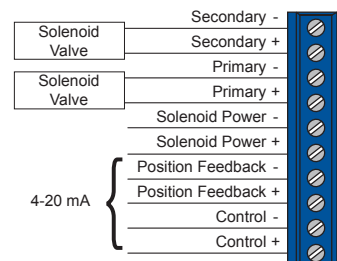 Secondary -
Solenoid
Valve
Secondary +
Primary -
Solenoid
Valve
Primary +
Solenoid Power -
Solenoid Power +
Position Feedback -
4-20 mA
Position Feedback +
Control -
Control +